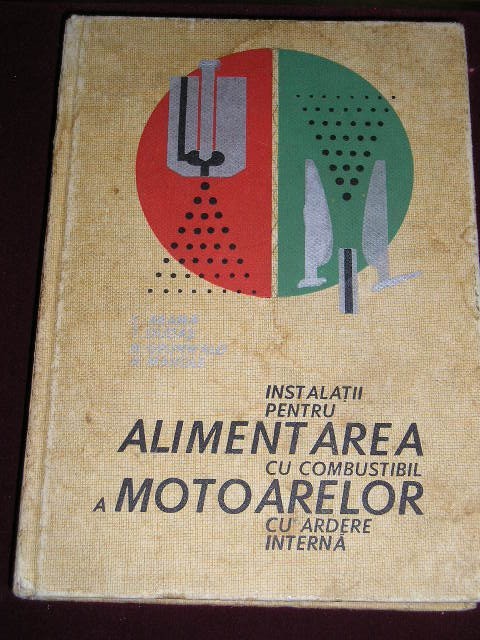 INSTALAȚII
PENTRU
ALIMENTAREA
CU COMBUSTIBIL
A MOTOARELOR
CU ARDERE
INTERNĂ